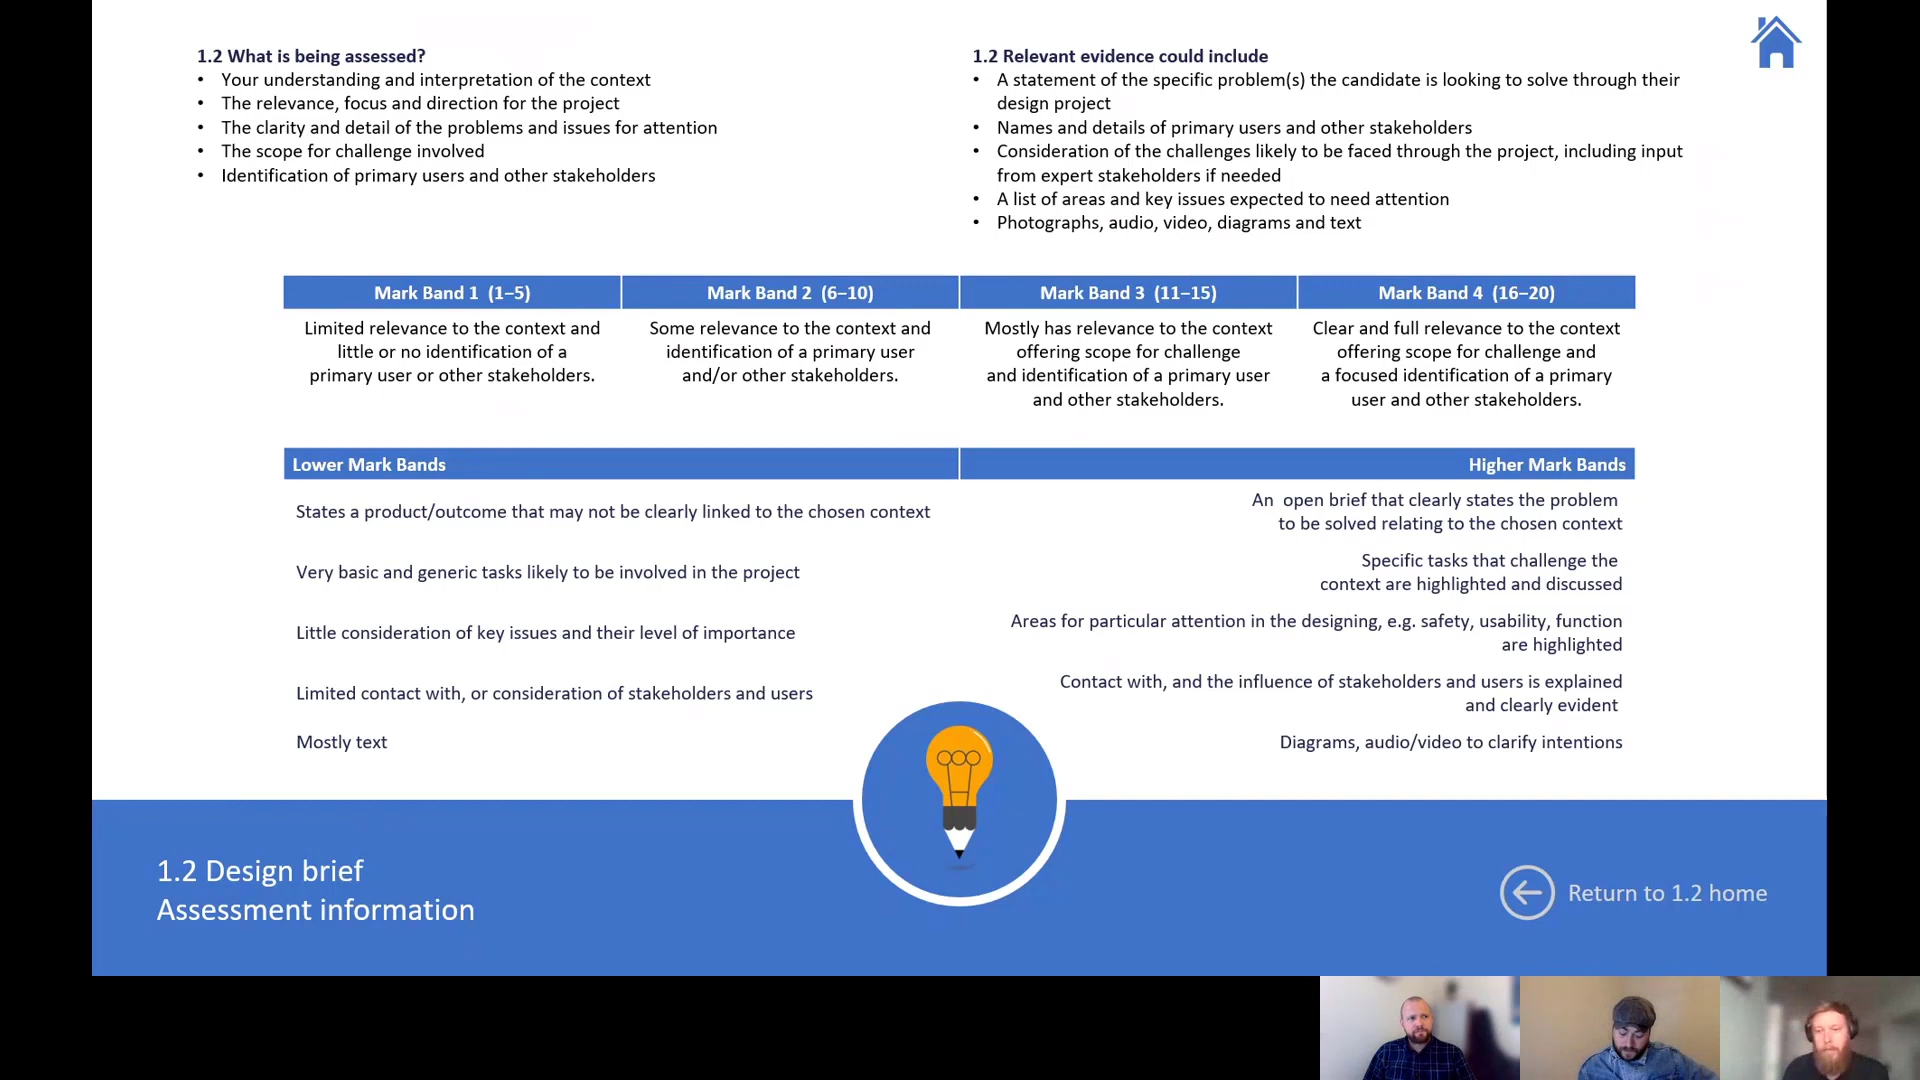 1.2 What is being assessed?
• Your understanding and interpretation of the context
• The relevance, focus and direction for the project
• The clarity and detail of the problems and issues for attention
• The scope for challenge involved
• Identification of primary users and other stakeholders
1.2 Relevant evidence could include
• A statement of the specific problem(s) the candidate is looking to solve through their
design project
• Names and details of primary users and other stakeholders
• Consideration of the challenges likely to be faced through the project, including input
from expert stakeholders if needed
• A list of areas and key issues expected to need attention
• Photographs, audio, video, diagrams and text
Mark Band 1 (1–5)
Mark Band 2 (6–10)
Mark Band 3 (11–15)
Mark Band 4 (16–20)
Limited relevance to the context and
little or no identification of a
primary user or other stakeholders.
Some relevance to the context and
identification of a primary user
and/or other stakeholders.
Mostly has relevance to the context
offering scope for challenge
and identification of a primary user
and other stakeholders.
Clear and full relevance to the context
offering scope for challenge and
a focused identification of a primary
user and other stakeholders.
Lower Mark Bands
Higher Mark Bands
States a product/outcome that may not be clearly linked to the chosen context
An open brief that clearly states the problem
to be solved relating to the chosen context
Very basic and generic tasks likely to be involved in the project
Specific tasks that challenge the
context are highlighted and discussed
Little consideration of key issues and their level of importance
Areas for particular attention in the designing, e.g. safety, usability, function
are highlighted
Limited contact with, or consideration of stakeholders and users
Contact with, and the influence of stakeholders and users is explained
and clearly evident
Mostly text
Diagrams, audio/video to clarify intentions
1.2 Design brief
Assessment information
Return to 1.2 home